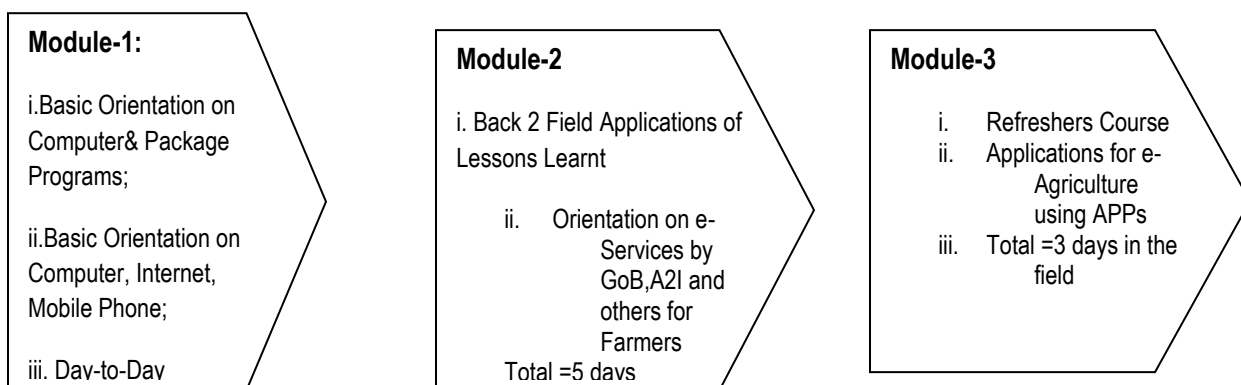 Module-1:
i.Basic Orientation on
Computer& Package
Programs;
ii.Basic Orientation on
Computer, Internet,
Mobile Phone;
iii. Day-to-Day
Module-2
i. Back 2 Field Applications of
Lessons Learnt
ii. Orientation on e-
Services by
GoB,A2I and
others for
Farmers
Total =5 days
Module-3
i. Refreshers Course
ii. Applications for e-
Agriculture
using APPs
iii. Total =3 days in the
field